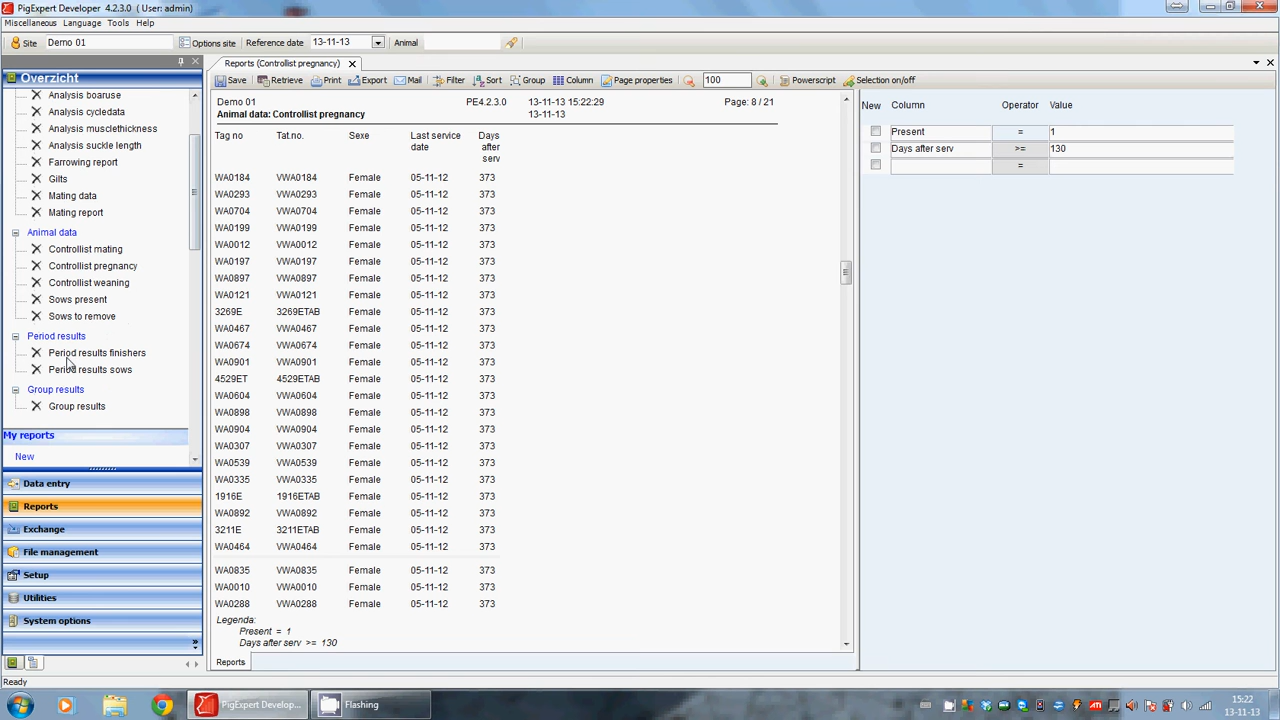 PigExpert Developer 4.2.3.0 ( User: admin)
Miscellaneous Language Tools Help
Site Demo 01 Options site Reference date 13-11-13 Animal
Overzicht
Analysis boaruse
Analysis cycledata
Analysis musclethickness
Analysis suckle length
Farrowing report
Gilts
Mating data
Mating report
Animal data
Controllist mating
Controllist pregnancy
Controllist weaning
Sows present
Sows to remove
Period results
Period results finishers
Period results sows
Group results
Group results
My reports
New
Data entry
Reports
Exchange
File management
Setup
Utilities
System options
Reports (Controllist pregnancy)
Save Retrieve Print Export Mail Filter Sort Group Column Page properties 100 Powerscript Selection on/off
Demo 01 PE4.2.3.0 13-11-13 15:22:29 Page: 8 / 21
Animal data: Controllist pregnancy 13-11-13
Tag no Tat.no. Sexe Last service date Days after serv
WA0184 VWA0184 Female 05-11-12 373
WA0293 VWA0293 Female 05-11-12 373
WA0704 VWA0704 Female 05-11-12 373
WA0199 VWA0199 Female 05-11-12 373
WA0012 VWA0012 Female 05-11-12 373
WA0197 VWA0197 Female 05-11-12 373
WA0897 VWA0897 Female 05-11-12 373
WA0121 VWA0121 Female 05-11-12 373
3269E 3269ETAB Female 05-11-12 373
WA0467 VWA0467 Female 05-11-12 373
WA0674 VWA0674 Female 05-11-12 373
WA0901 VWA0901 Female 05-11-12 373
4529ET 4529ETAB Female 05-11-12 373
WA0604 VWA0604 Female 05-11-12 373
WA0898 VWA0898 Female 05-11-12 373
WA0904 VWA0904 Female 05-11-12 373
WA0307 VWA0307 Female 05-11-12 373
WA0539 VWA0539 Female 05-11-12 373
WA0335 VWA0335 Female 05-11-12 373
1916E 1916ETAB Female 05-11-12 373
WA0892 VWA0892 Female 05-11-12 373
3211E 3211ETAB Female 05-11-12 373
WA0464 VWA0464 Female 05-11-12 373
WA0835 VWA0835 Female 05-11-12 373
WA0010 VWA0010 Female 05-11-12 373
WA0288 VWA0288 Female 05-11-12 373
Legenda:
Present = 1
Days after serv >= 130
Reports
New Column Operator Value
Present = 1
Days after serv >= 130
=
Ready
PigExpert Develop... Flashing
15:22
13-11-13